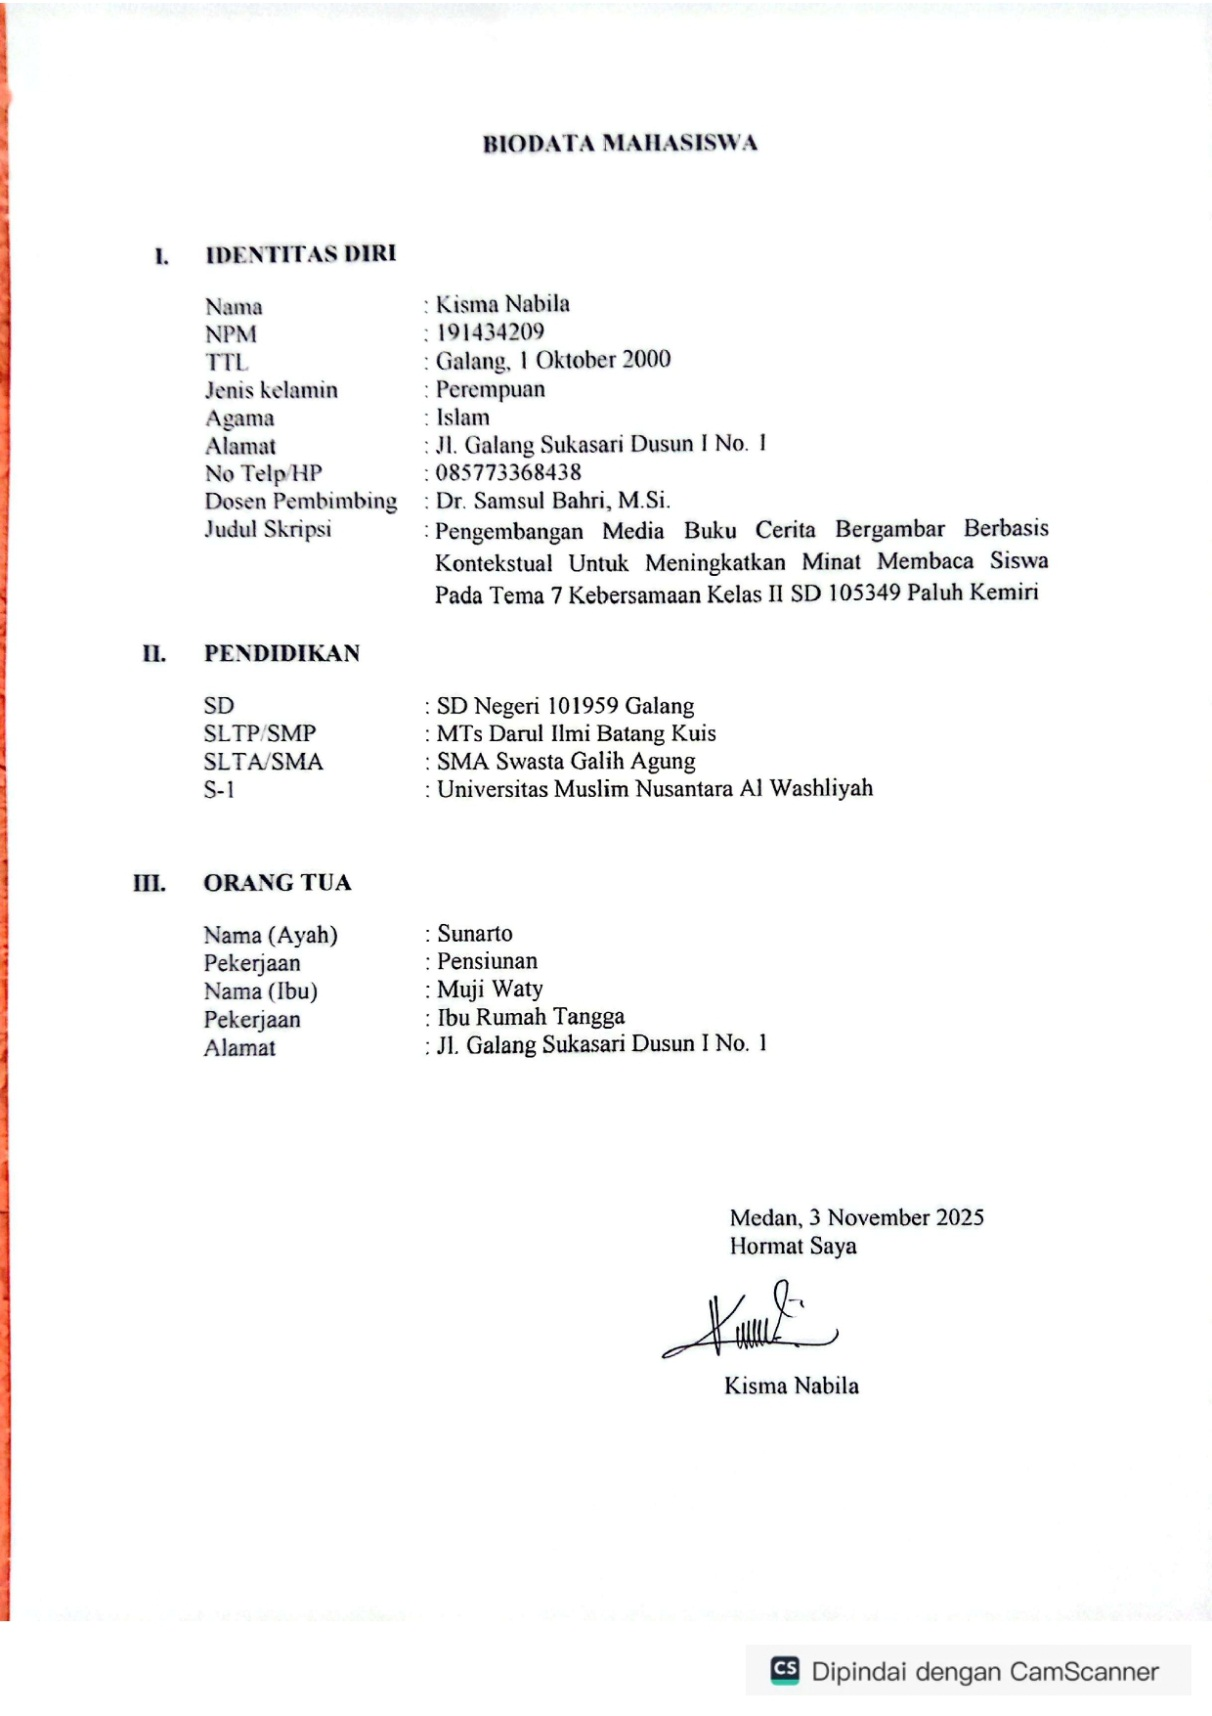 BIODATA MAHASISWA
I. IDENTITAS DIRI
Nama : Kisma Nabila
NPM : 191434209
TTL : Galang, 1 Oktober 2000
Jenis kelamin : Perempuan
Agama : Islam
Alamat : Jl. Galang Sukasari Dusun I No. 1
No Telp/HP : 085773368438
Dosen Pembimbing : Dr. Samsul Bahri, M.Si.
Judul Skripsi : Pengembangan Media Buku Cerita Bergambar Berbasis
Kontekstual Untuk Meningkatkan Minat Membaca Siswa
Pada Tema 7 Kebersamaan Kelas II SD 105349 Paluh Kemiri
II. PENDIDIKAN
SD : SD Negeri 101959 Galang
SLTP/SMP : MTs Darul Ilmi Batang Kuis
SLTA/SMA : SMA Swasta Galih Agung
S-1 : Universitas Muslim Nusantara Al Washliyah
III. ORANG TUA
Nama (Ayah) : Sunarto
Pekerjaan : Pensiunan
Nama (Ibu) : Muji Waty
Pekerjaan : Ibu Rumah Tangga
Alamat : Jl. Galang Sukasari Dusun I No. 1
Medan, 3 November 2025
Hormat Saya
Kisma Nabila
CS Dipindai dengan CamScanner